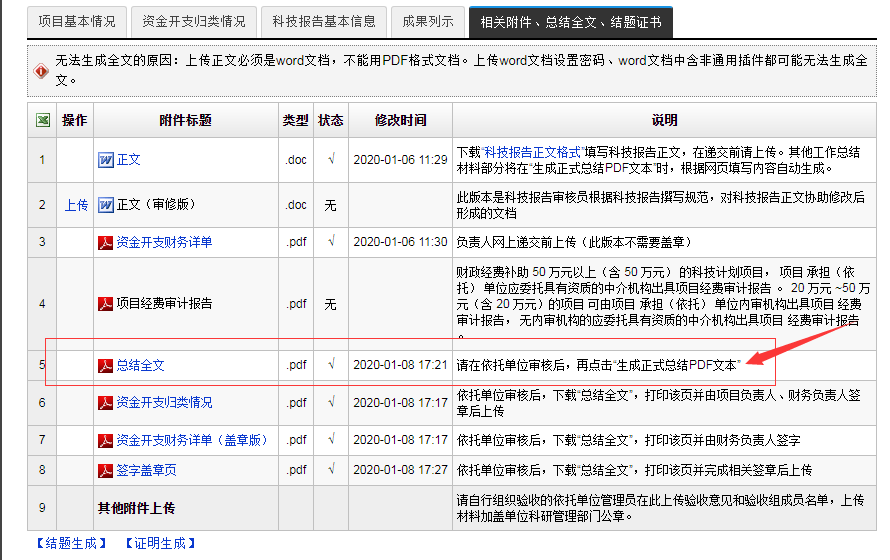 项目基本情况 资金开支归类情况 科技报告基本信息 成果列示 相关附件、总结全文、结题证书
无法生成全文的原因：上传正文必须是word文档，不能用PDF格式文档。上传word文档设置密码、word文档中含非通用插件都可能无法生成全
文。
操作 附件标题 类型 状态 修改时间 说明
1 正文 .doc √ 2020-01-06 11:29 下载“科技报告正文格式”填写科技报告正文，在递交前请上传。其他工作总结
材料部分将在“生成正式总结PDF文本”时，根据网页填写内容自动生成。
2 上传 正文（审修版） .doc 无 此版本是科技报告审核员根据科技报告撰写规范，对科技报告正文协助修改后
形成的文档
3 资金开支财务详单 .pdf √ 2020-01-06 11:30 负责人网上递交前上传（此版本不需要盖章）
4 项目经费审计报告 .pdf 无 财政经费补助 50 万元以上（含 50 万元） 的科技计划项目， 项目 承担（依
托） 单位应委托具有资质的中介机构出具项目经费审计报告 。 20 万元 ~50 万
元（含 20 万元） 的项目 可由项目 承担（依托） 单位内审机构出具项目 经费
审计报告， 无内审机构的应委托具有资质的中介机构出具项目 经费审计报告
。
5 总结全文 .pdf √ 2020-01-08 17:21 请在依托单位审核后，再点击“生成正式总结PDF文本”
6 资金开支归类情况 .pdf √ 2020-01-08 17:17 依托单位审核后，下载“总结全文”，打印该页并由项目负责人、财务负责人签
章后上传
7 资金开支财务详单（盖章版） .pdf √ 2020-01-08 17:17 依托单位审核后，下载“总结全文”，打印该页并由财务负责人签字
8 签字盖章页 .pdf √ 2020-01-08 17:27 依托单位审核后，下载“总结全文”，打印该页并完成相关签章后上传
9 其他附件上传 请自行组织验收的依托单位管理员在此上传验收意见和验收组成员名单，上传
材料加盖单位科研管理部门公章。
【结题生成】 【证明生成】